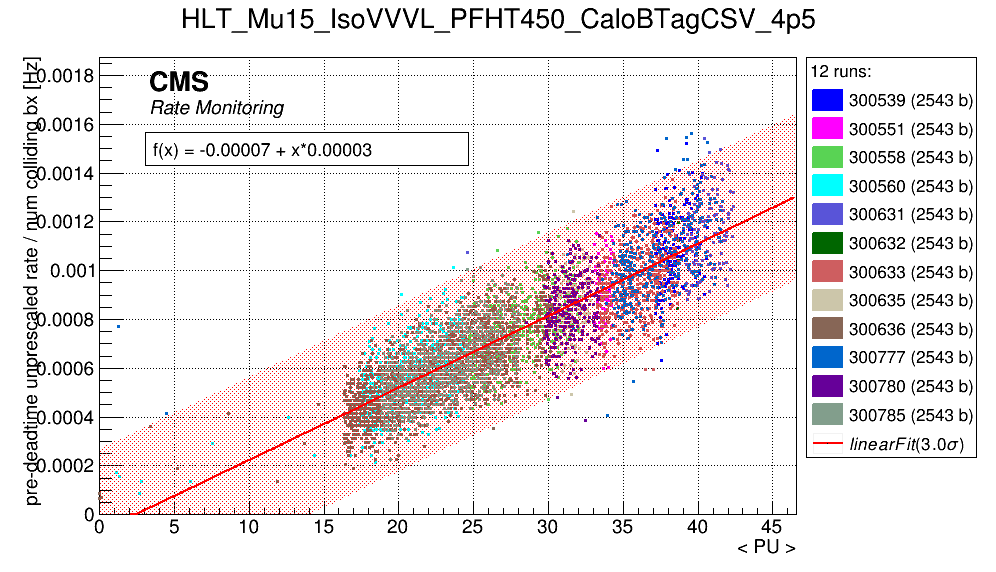 HLT_Mu15_IsoVVVL_PFHT450_CaloBTagCSV_4p5
pre-deadtime unprescaled rate / num colliding bx [Hz]
0.0018
0.0016
0.0014
0.0012
0.001
0.0008
0.0006
0.0004
0.0002
0
CMS
Rate Monitoring
f(x) = -0.00007 + x*0.00003
0 5 10 15 20 25 30 35 40 45
< PU >
12 runs:
300539 (2543 b)
300551 (2543 b)
300558 (2543 b)
300560 (2543 b)
300631 (2543 b)
300632 (2543 b)
300633 (2543 b)
300635 (2543 b)
300636 (2543 b)
300777 (2543 b)
300780 (2543 b)
300785 (2543 b)
linearFit(3.0σ)